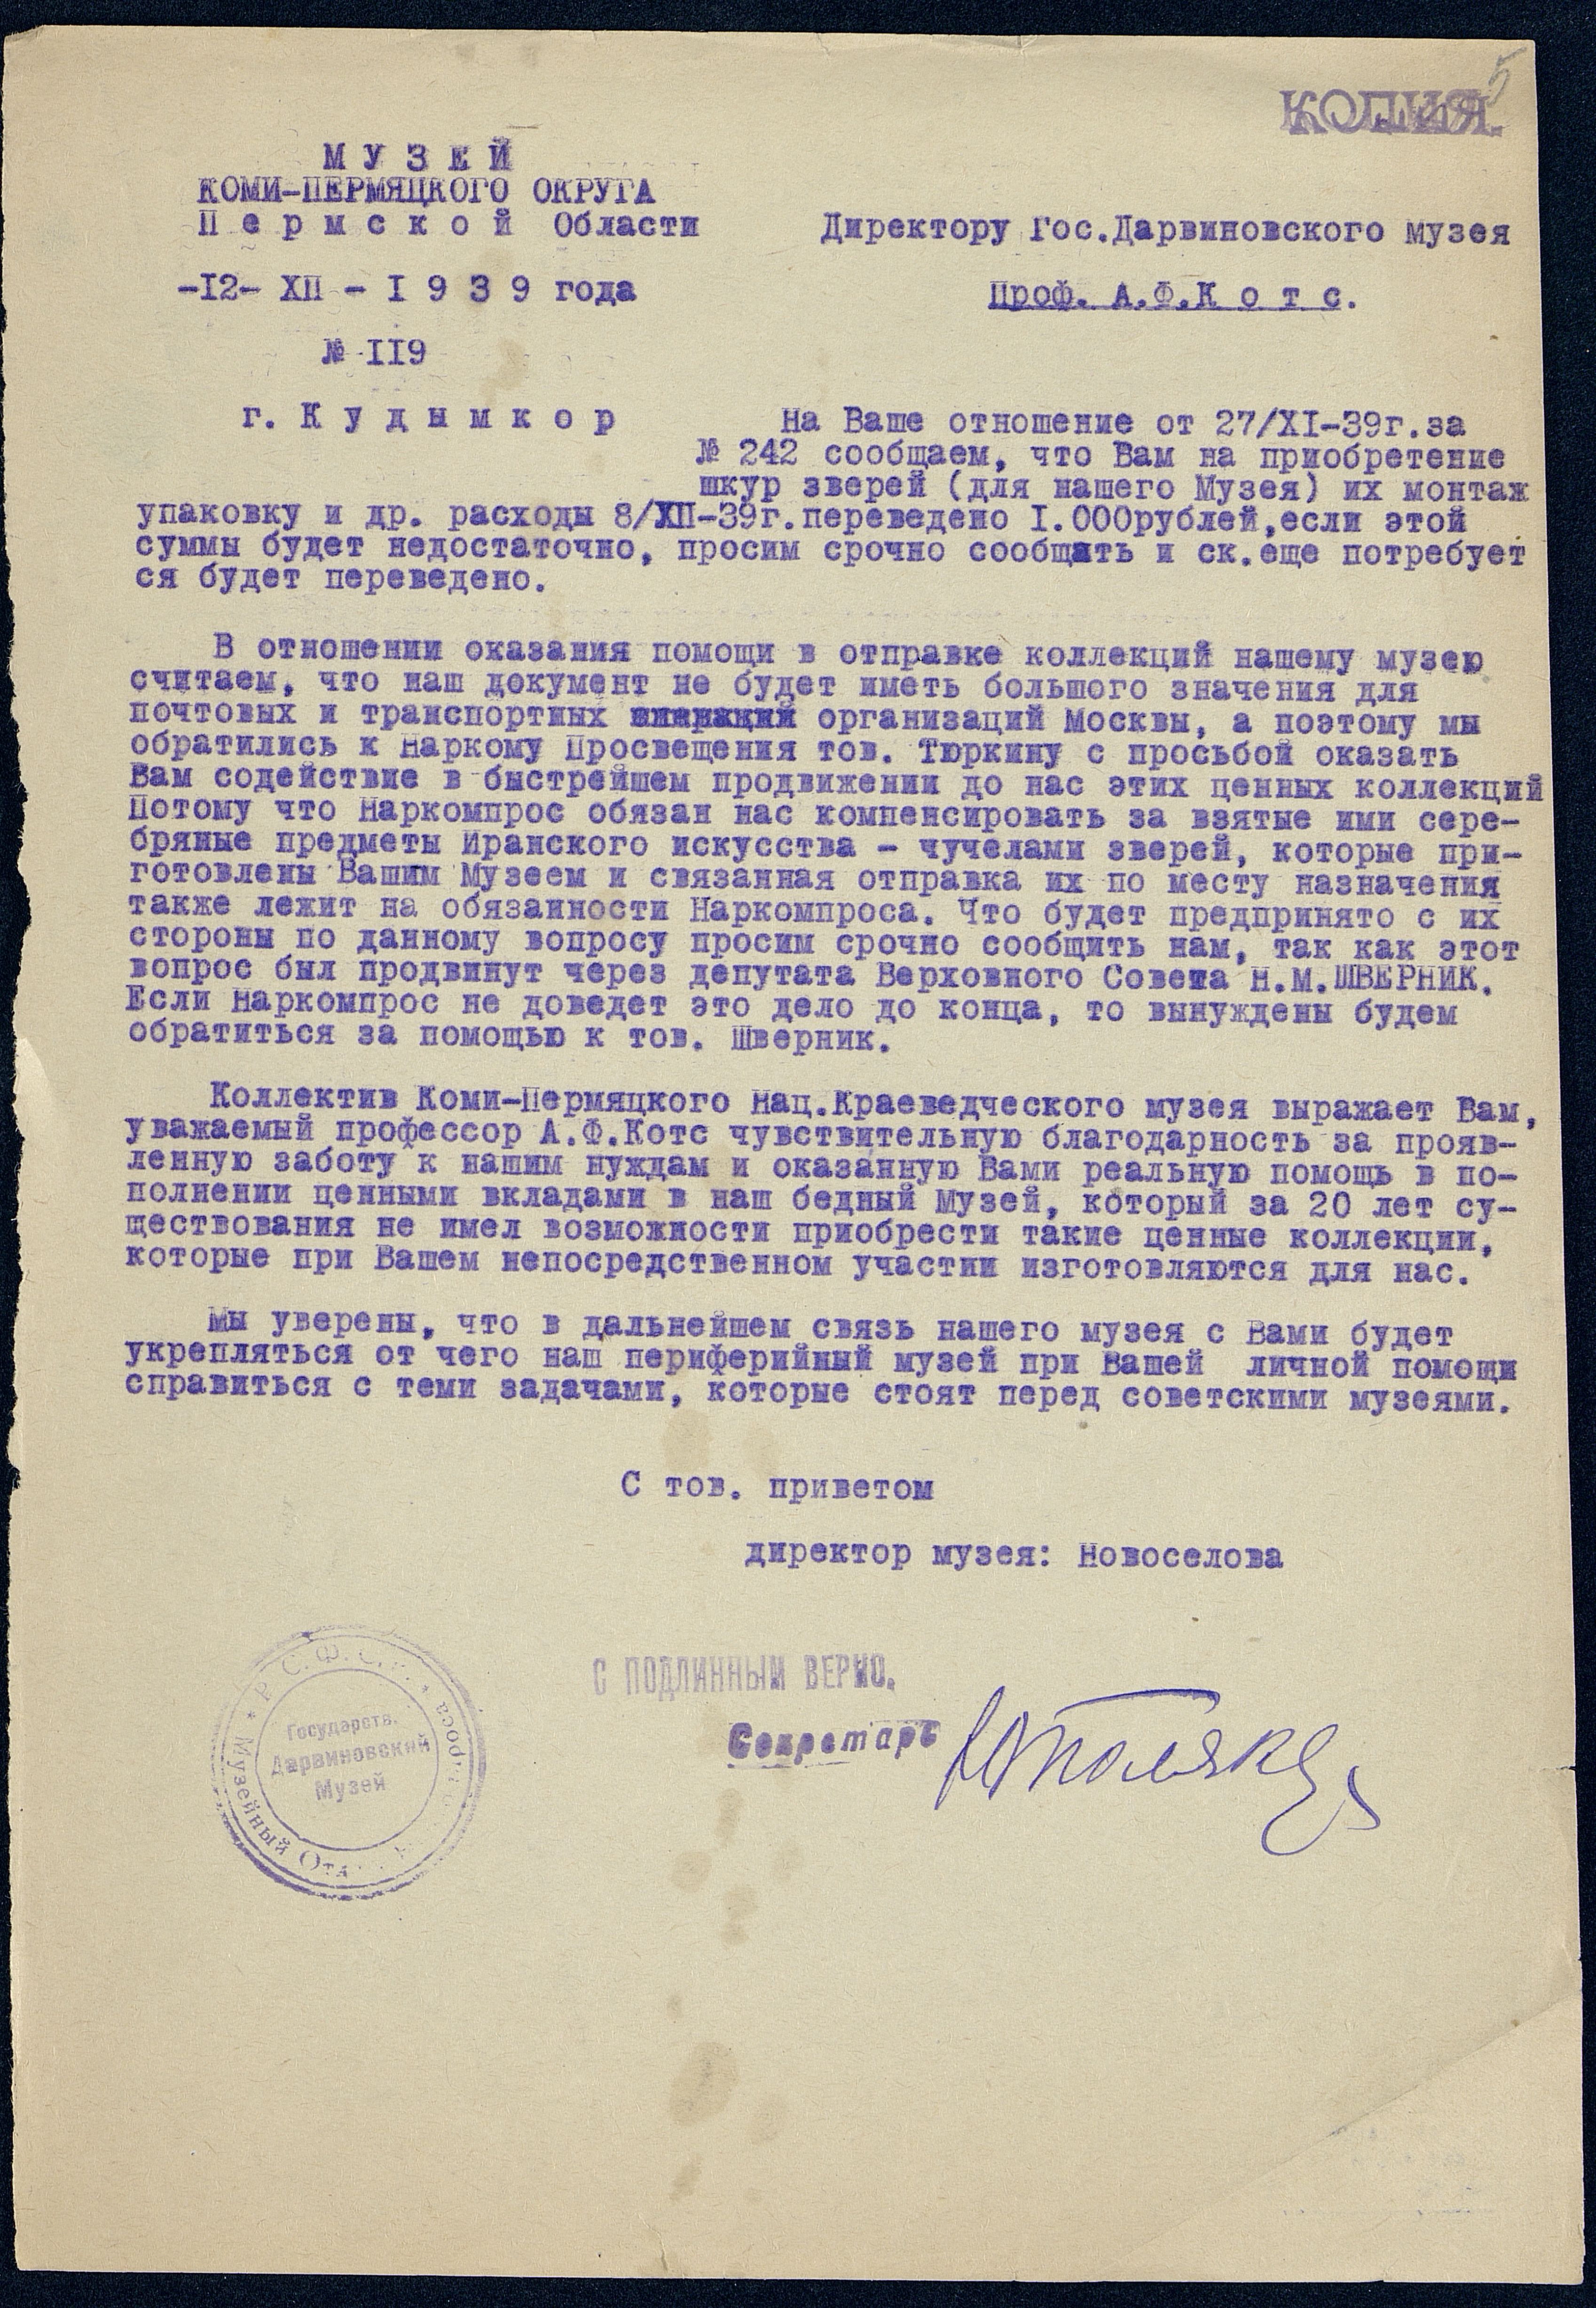 5
КОПИЯ.
М У З Е Й
КОМИ-ПЕРМЯЦКОГО ОКРУГА
П е р м с к о й Области
Директору Гос.Дарвиновского музея
-12- XII - 1 9 3 9 года
Проф. А.Ф.К о т с.
№ 119
г. К у д ы м к о р
На Ваше отношение от 27/XI-39г.за
№ 242 сообщаем, что Вам на приобретение
шкур зверей (для нашего Музея) их монтаж
упаковку и др. расходы 8/XII-39г.переведено 1.000рублей,если этой
суммы будет недостаточно, просим срочно сообщить и ск.еще потребует
ся будет переведено.
В отношении оказания помощи в отправке коллекций нашему музею
считаем, что наш документ не будет иметь большого значения для
почтовых и транспортных организаций Москвы, а поэтому мы
обратились к Наркому Просвещения тов. Тюркину с просьбой оказать
Вам содействие в быстрейшем продвижении до нас этих ценных коллекций
Потому что Наркомпрос обязан нас компенсировать за взятые ими сере-
бряные предметы Иранского искусства - чучелами зверей, которые при-
готовлены Вашим Музеем и связанная отправка их по месту назначения
также лежит на обязанности Наркомпроса. Что будет предпринято с их
стороны по данному вопросу просим срочно сообщить нам, так как этот
вопрос был продвинут через депутата Верховного Совета Н.М.ШВЕРНИК.
Если Наркомпрос не доведет это дело до конца, то вынуждены будем
обратиться за помощью к тов. Шверник.
Коллектив Коми-Пермяцкого Нац.Краеведческого музея выражает Вам,
уважаемый профессор А.Ф.Котс чувствительную благодарность за прояв-
ленную заботу к нашим нуждам и оказанную Вами реальную помощь в по-
полнении ценными вкладами в наш бедный Музей, который за 20 лет су-
ществования не имел возможности приобрести такие ценные коллекции,
которые при Вашем непосредственном участии изготовляются для нас.
Мы уверены, что в дальнейшем связь нашего музея с Вами будет
укрепляться от чего наш периферийный музей при Вашей личной помощи
справиться с теми задачами, которые стоят перед советскими музеями.
С тов. приветом
директор музея: Новоселова
С ПОДЛИННЫМ ВЕРНО.
Секретарь
Р.С.Ф.С.Р.
Музейный
Государств.
Дарвиновский
Музей